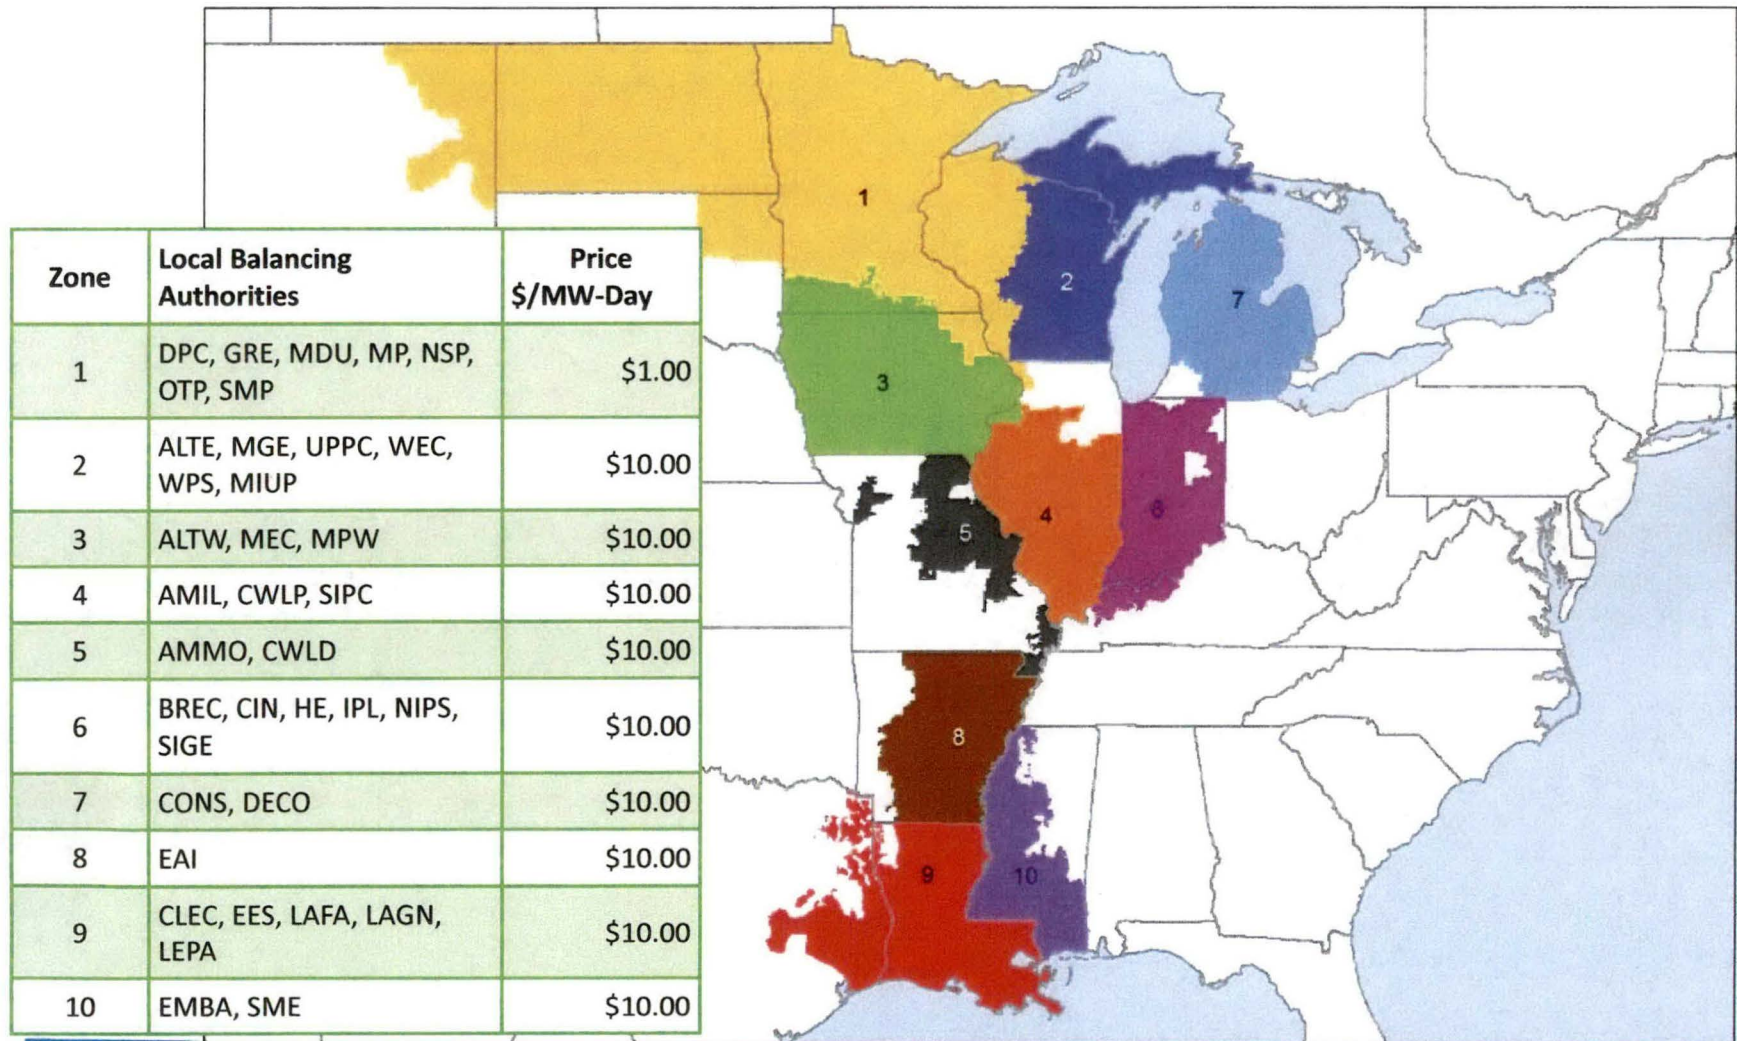 Zone
Local Balancing
Authorities
Price
$/MW-Day
1
DPC, GRE, MDU, MP, NSP,
OTP, SMP
$1.00
2
ALTE, MGE, UPPC, WEC,
WPS, MIUP
$10.00
3
ALTW, MEC, MPW
$10.00
4
AMIL, CWLP, SIPC
$10.00
5
AMMO, CWLD
$10.00
6
BREC, CIN, HE, IPL, NIPS,
SIGE
$10.00
7
CONS, DECO
$10.00
8
EAI
$10.00
9
CLEC, EES, LAFA, LAGN,
LEPA
$10.00
10
EMBA, SME
$10.00
1
2
7
3
4
6
5
8
9
10